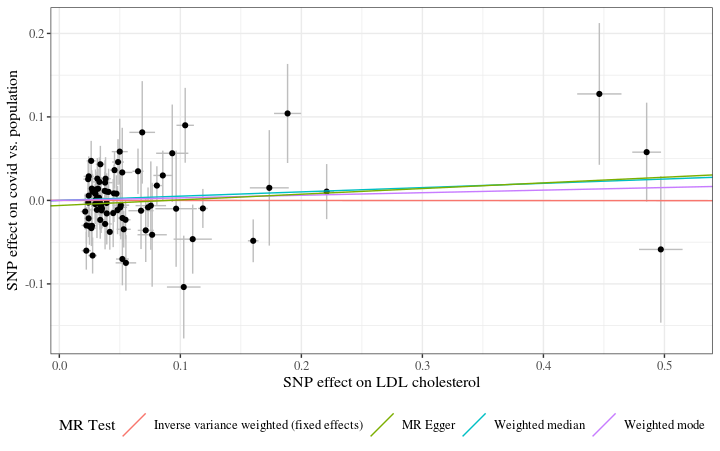 SNP effect on covid vs. population
0.2
0.1
0.0
-0.1
0.0 0.1 0.2 0.3 0.4 0.5
SNP effect on LDL cholesterol
MR Test Inverse variance weighted (fixed effects) MR Egger Weighted median Weighted mode